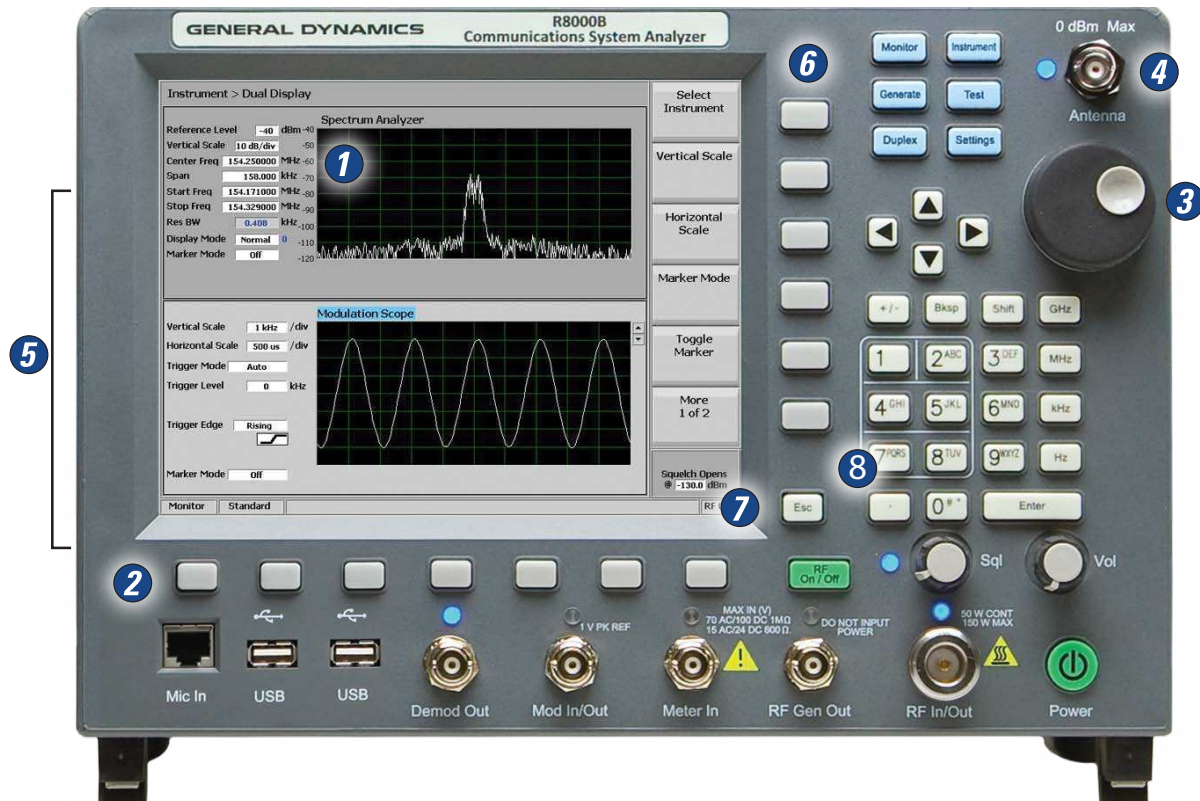 GENERAL DYNAMICS
R8000B
Communications System Analyzer
0 dBm Max
Antenna
Monitor
Instrument
Generate
Test
Duplex
Settings
6
4
3
Instrument > Dual Display
Reference Level -40 dBm
Vertical Scale 10 dB/div
Center Freq 154.250000 MHz
Span 158.000 kHz
Start Freq 154.171000 MHz
Stop Freq 154.329000 MHz
Res BW 0.408 kHz
Display Mode Normal 0
Marker Mode Off
Spectrum Analyzer
-40
-50
-60
-70
-80
-90
-100
-110
-120
1
Select
Instrument
Vertical Scale
Horizontal
Scale
Marker Mode
Toggle
Marker
More
1 of 2
Squelch Opens
@ -130.0 dBm
Modulation Scope
Vertical Scale 1 kHz /div
Horizontal Scale 500 us /div
Trigger Mode Auto
Trigger Level 0 kHz
Trigger Edge Rising
Marker Mode Off
Monitor Standard RF
5
7
+/- Bksp Shift GHz
1 2 ABC 3 DEF MHz
4 GHI 5 JKL 6 MNO kHz
7 PQRS 8 TUV 9 WXYZ Hz
8
Esc . 0 # * Enter
2
RF
On / Off
Sql
Vol
1 V PK REF
MAX IN (V)
70 AC/100 DC 1MΩ
15 AC/24 DC 600 Ω.
DO NOT INPUT
POWER
50 W CONT
150 W MAX
Mic In
USB
USB
Demod Out
Mod In/Out
Meter In
RF Gen Out
RF In/Out
Power